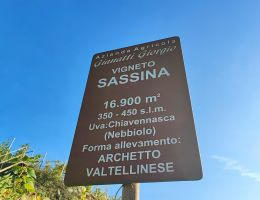 Azienda Agricola
Gianatti Giorgio
VIGNETO
SASSINA
16.900 m²
350 - 450 s.l.m.
Uva:Chiavennasca
(Nebbiolo)
Forma allevamento:
ARCHETTO
VALTELLINESE